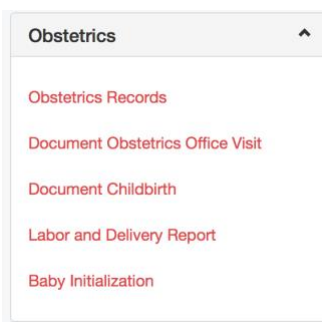 Obstetrics
Obstetrics Records
Document Obstetrics Office Visit
Document Childbirth
Labor and Delivery Report
Baby Initialization